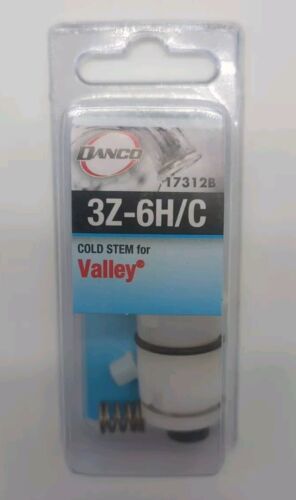 DANCO
17312B
3Z-6H/C
COLD STEM for
Valley®